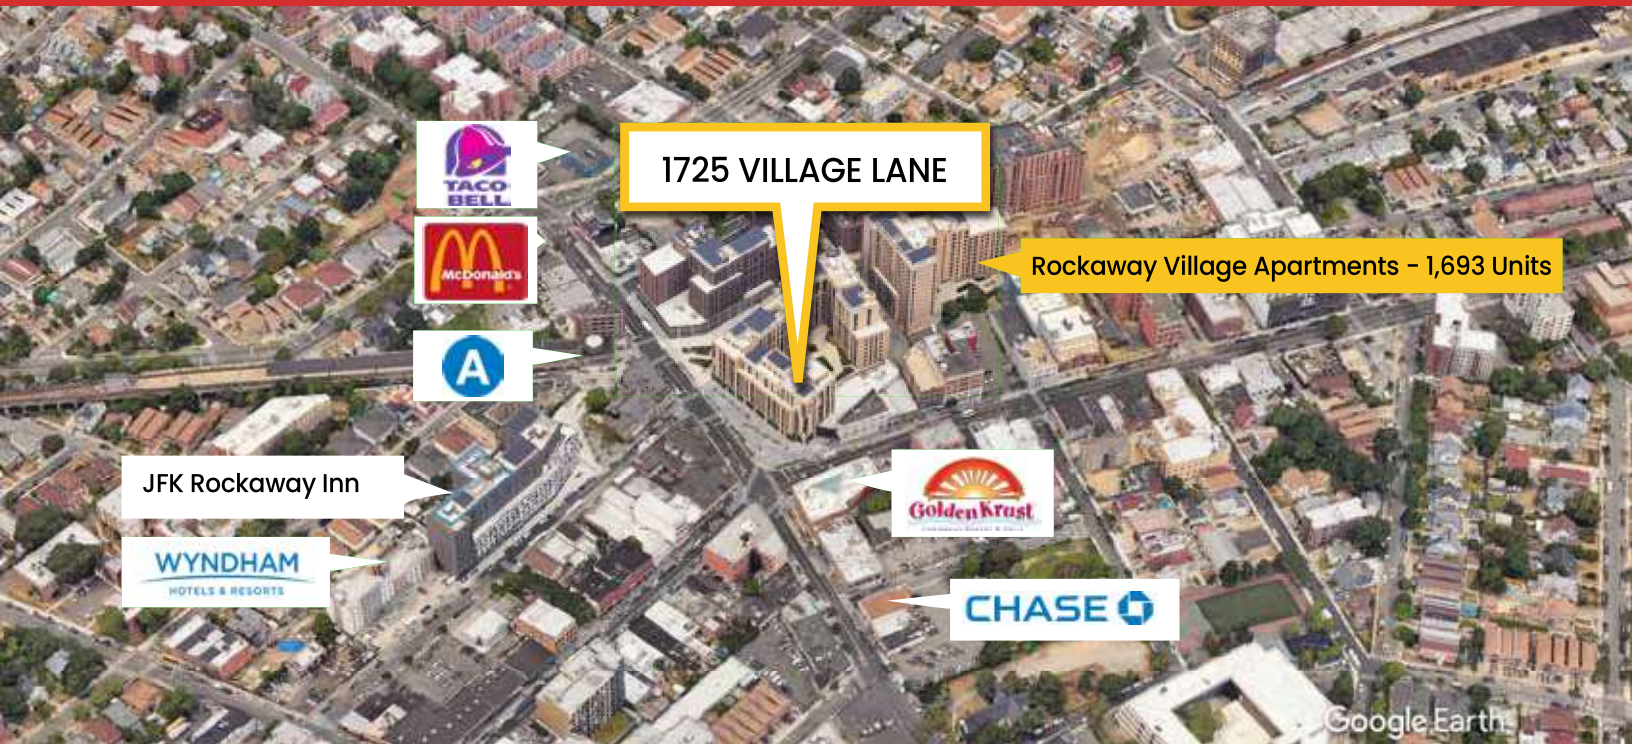 TACO
BELL
1725 VILLAGE LANE
McDonald's
Rockaway Village Apartments - 1,693 Units
A
JFK Rockaway Inn
Golden Krust
WYNDHAM
HOTELS & RESORTS
CHASE
Google Earth